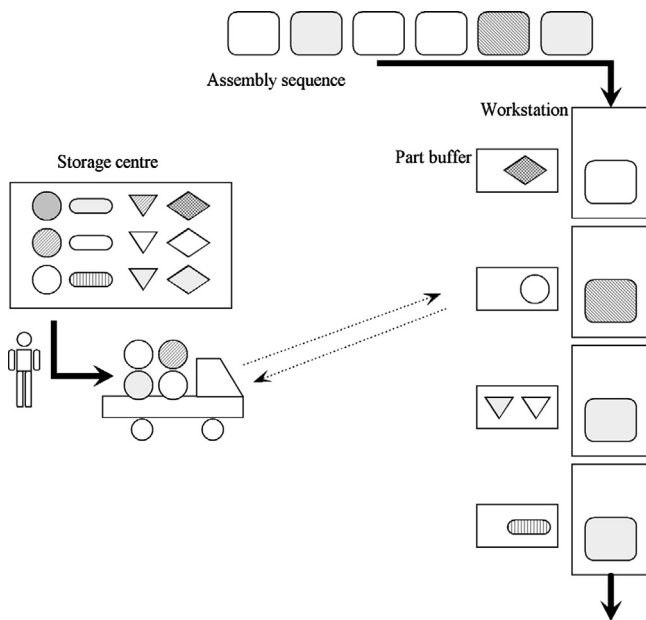 Assembly sequence
Workstation
Part buffer
Storage centre